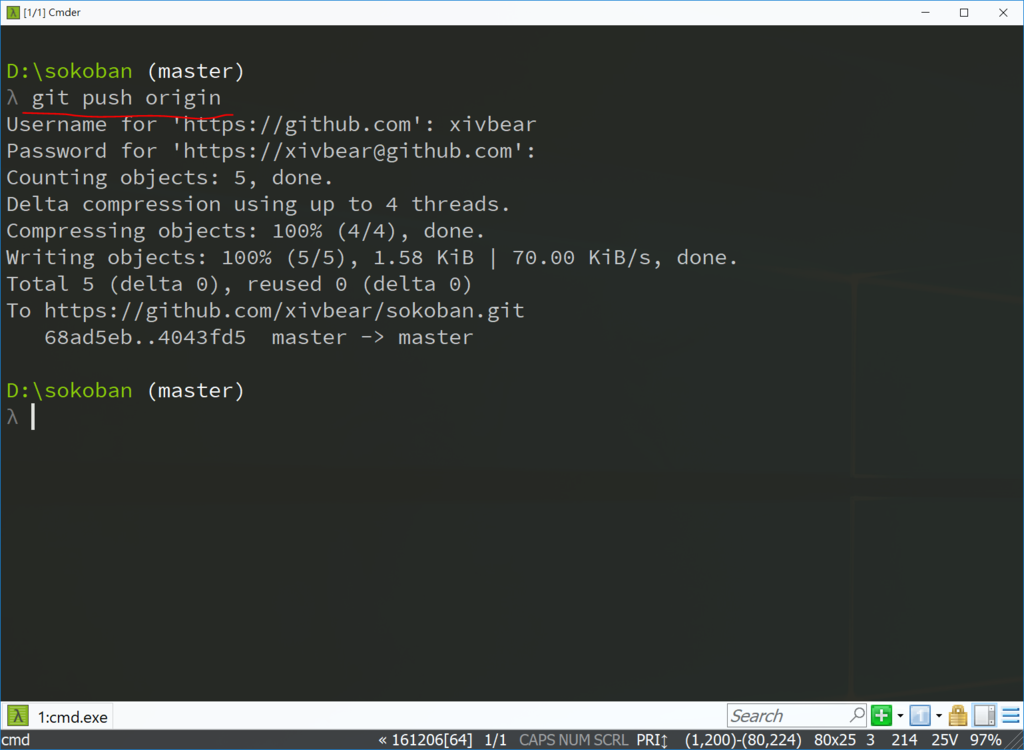 [1/1] Cmder
D:\sokoban (master)
λ git push origin
Username for 'https://github.com': xivbear
Password for 'https://xivbear@github.com':
Counting objects: 5, done.
Delta compression using up to 4 threads.
Compressing objects: 100% (4/4), done.
Writing objects: 100% (5/5), 1.58 KiB | 70.00 KiB/s, done.
Total 5 (delta 0), reused 0 (delta 0)
To https://github.com/xivbear/sokoban.git
   68ad5eb..4043fd5  master -> master
D:\sokoban (master)
λ
λ 1:cmd.exe Search 1
cmd « 161206[64] 1/1 CAPS NUM SCRL PRI↕ (1,200)-(80,224) 80x25 3 214 25V 97%